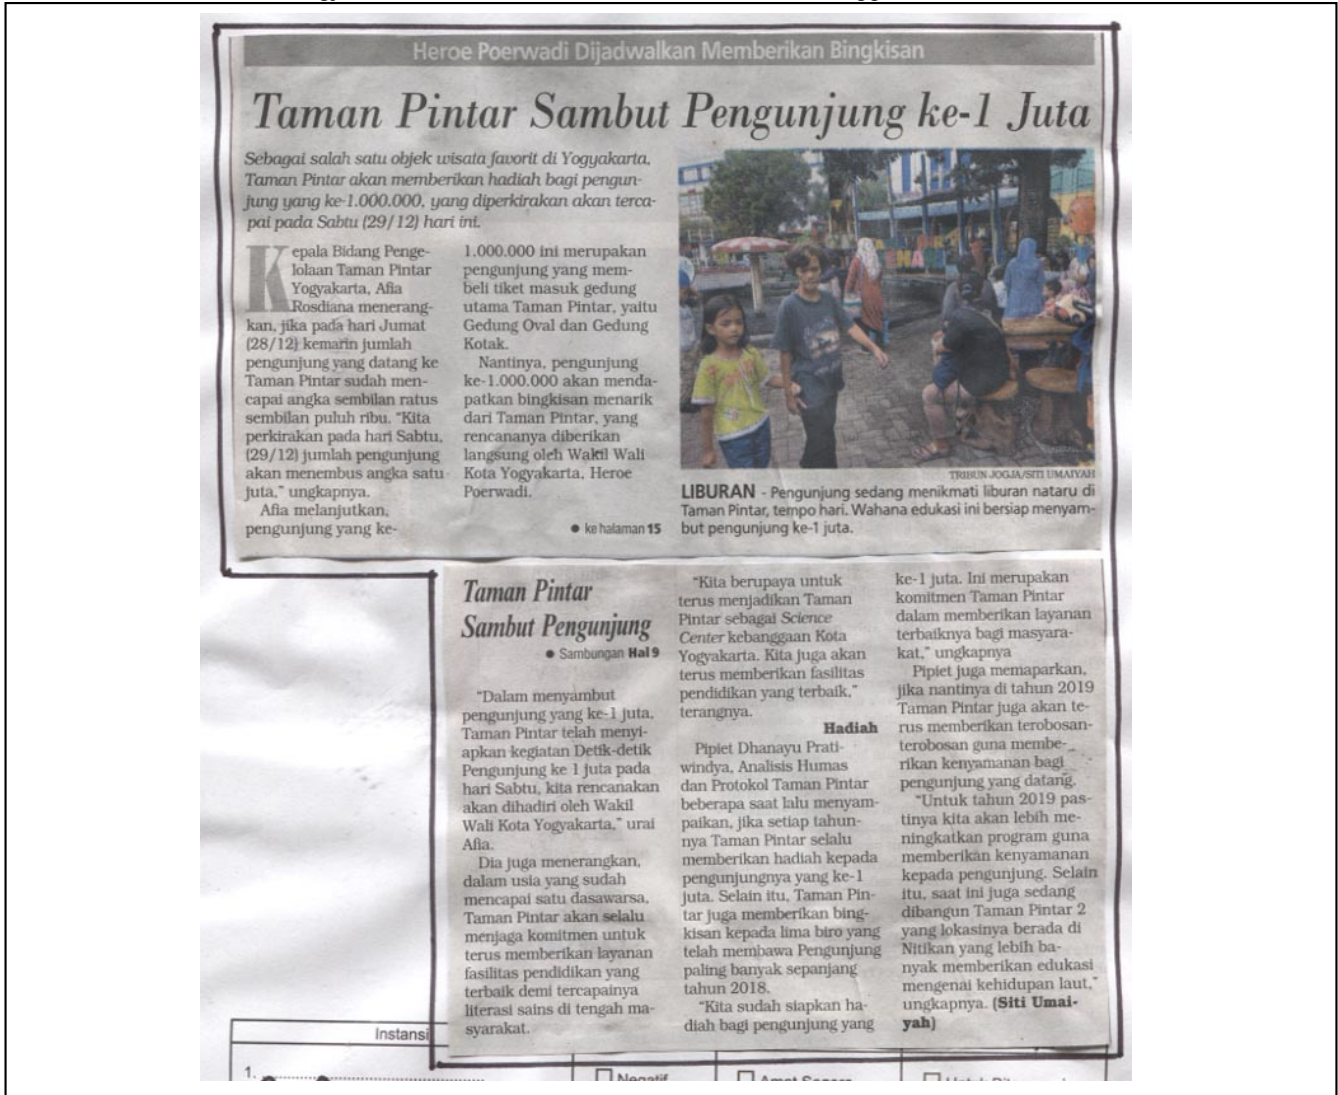 Heroe Poerwadi Dijadwalkan Memberikan Bingkisan
Taman Pintar Sambut Pengunjung ke-1 Juta
Sebagai salah satu objek wisata favorit di Yogyakarta,
Taman Pintar akan memberikan hadiah bagi pengun-
jung yang ke-1.000.000, yang diperkirakan akan terca-
pai pada Sabtu (29/12) hari ini.
Kepala Bidang Penge-
lolaan Taman Pintar
Yogyakarta, Afia
Rosdiana menerang-
kan, jika pada hari Jumat
(28/12) kemarin jumlah
pengunjung yang datang ke
Taman Pintar sudah men-
capai angka sembilan ratus
sembilan puluh ribu. "Kita
perkirakan pada hari Sabtu,
(29/12) jumlah pengunjung
akan menembus angka satu
juta," ungkapnya.
Afia melanjutkan,
pengunjung yang ke-
1.000.000 ini merupakan
pengunjung yang mem-
beli tiket masuk gedung
utama Taman Pintar, yaitu
Gedung Oval dan Gedung
Kotak.
Nantinya, pengunjung
ke-1.000.000 akan menda-
patkan bingkisan menarik
dari Taman Pintar, yang
rencananya diberikan
langsung oleh Wakil Wali
Kota Yogyakarta, Heroe
Poerwadi.
● ke halaman 15
TRIBUN JOGJA/SITI UMAIYAH
LIBURAN - Pengunjung sedang menikmati liburan nataru di
Taman Pintar, tempo hari. Wahana edukasi ini bersiap menyam-
but pengunjung ke-1 juta.
Taman Pintar
Sambut Pengunjung
● Sambungan Hal 9
"Dalam menyambut
pengunjung yang ke-1 juta,
Taman Pintar telah menyi-
apkan kegiatan Detik-detik
Pengunjung ke 1 juta pada
hari Sabtu, kita rencanakan
akan dihadiri oleh Wakil
Wali Kota Yogyakarta," urai
Afia.
Dia juga menerangkan,
dalam usia yang sudah
mencapai satu dasawarsa,
Taman Pintar akan selalu
menjaga komitmen untuk
terus memberikan layanan
fasilitas pendidikan yang
terbaik demi tercapainya
literasi sains di tengah ma-
syarakat.
"Kita berupaya untuk
terus menjadikan Taman
Pintar sebagai Science
Center kebanggaan Kota
Yogyakarta. Kita juga akan
terus memberikan fasilitas
pendidikan yang terbaik,"
terangnya.
Hadiah
Pipiet Dhanayu Prati-
windya, Analisis Humas
dan Protokol Taman Pintar
beberapa saat lalu menyam-
paikan, jika setiap tahun-
nya Taman Pintar selalu
memberikan hadiah kepada
pengunjungnya yang ke-1
juta. Selain itu, Taman Pin-
tar juga memberikan bing-
kisan kepada lima biro yang
telah membawa Pengunjung
paling banyak sepanjang
tahun 2018.
"Kita sudah siapkan ha-
diah bagi pengunjung yang
ke-1 juta. Ini merupakan
komitmen Taman Pintar
dalam memberikan layanan
terbaiknya bagi masyara-
kat," ungkapnya
Pipiet juga memaparkan,
jika nantinya di tahun 2019
Taman Pintar juga akan te-
rus memberikan terobosan-
terobosan guna membe-
rikan kenyamanan bagi
pengunjung yang datang.
"Untuk tahun 2019 pas-
tinya kita akan lebih me-
ningkatkan program guna
memberikan kenyamanan
kepada pengunjung. Selain
itu, saat ini juga sedang
dibangun Taman Pintar 2
yang lokasinya berada di
Nitikan yang lebih ba-
nyak memberikan edukasi
mengenai kehidupan laut,"
ungkapnya. (Siti Umai-
yah)
Instansi
1.
Negatif